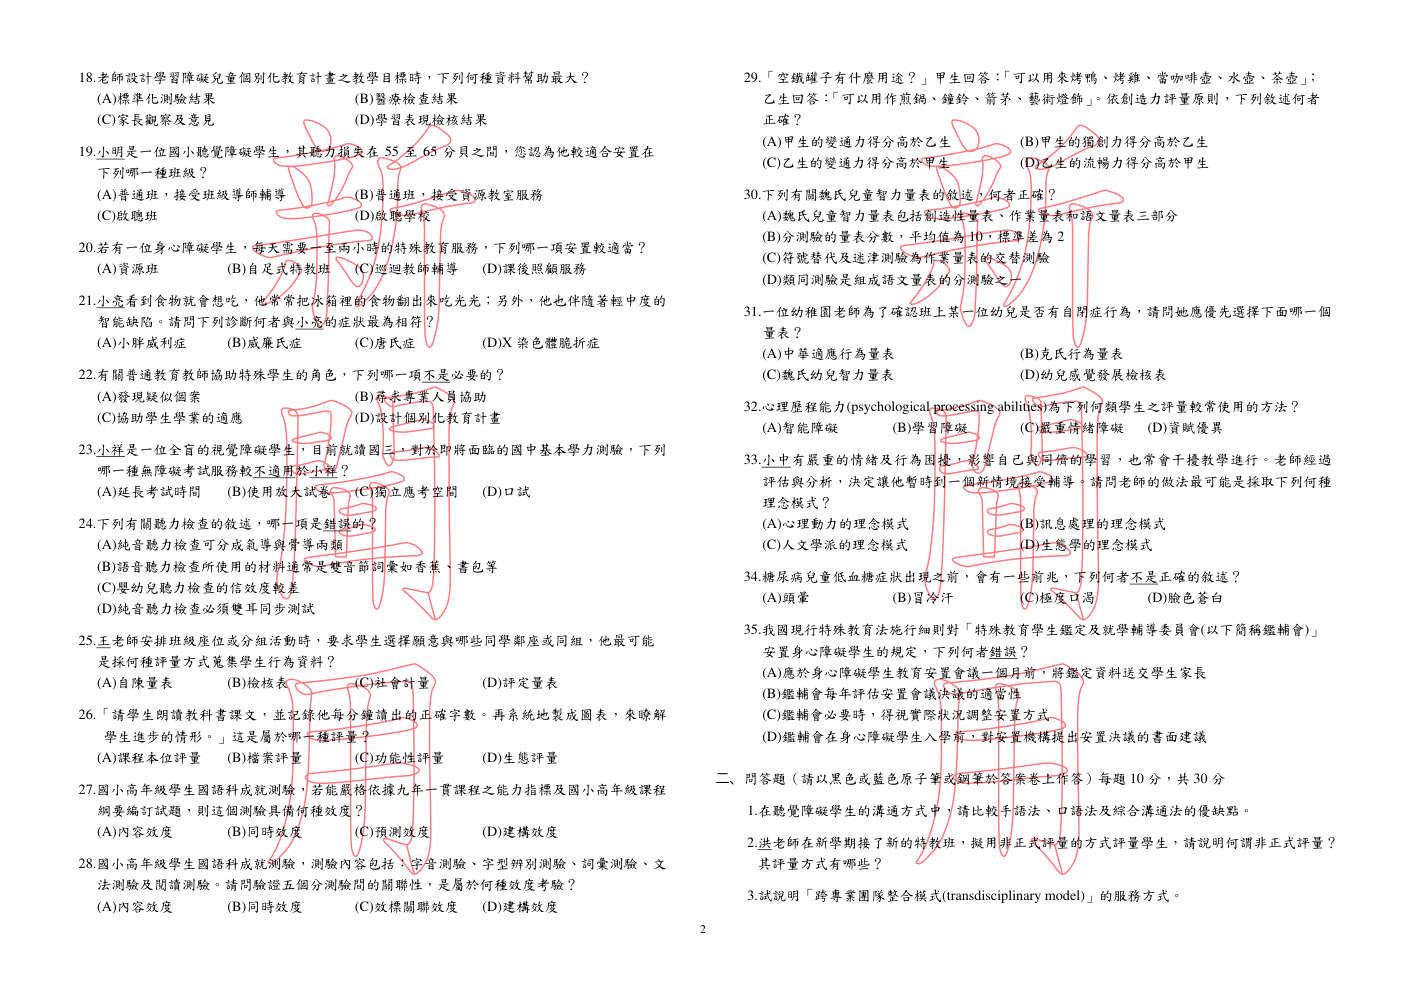 18.老師設計學習障礙兒童個別化教育計畫之教學目標時，下列何種資料幫助最大？
(A)標準化測驗結果 (B)醫療檢查結果
(C)家長觀察及意見 (D)學習表現檢核結果
19.小明是一位國小聽覺障礙學生，其聽力損失在 55 至 65 分貝之間，您認為他較適合安置在
下列哪一種班級？
(A)普通班，接受班級導師輔導 (B)普通班，接受資源教室服務
(C)啟聰班 (D)啟聰學校
20.若有一位身心障礙學生，每天需要一至兩小時的特殊教育服務，下列哪一項安置較適當？
(A)資源班 (B)自足式特教班 (C)巡迴教師輔導 (D)課後照顧服務
21.小亮看到食物就會想吃，他常常把冰箱裡的食物翻出來吃光光；另外，他也伴隨著輕中度的
智能缺陷。請問下列診斷何者與小亮的症狀最為相符？
(A)小胖威利症 (B)威廉氏症 (C)唐氏症 (D)X 染色體脆折症
22.有關普通教育教師協助特殊學生的角色，下列哪一項不是必要的？
(A)發現疑似個案 (B)尋求專業人員協助
(C)協助學生學業的適應 (D)設計個別化教育計畫
23.小祥是一位全盲的視覺障礙學生，目前就讀國三，對於即將面臨的國中基本學力測驗，下列
哪一種無障礙考試服務較不適用於小祥？
(A)延長考試時間 (B)使用放大試卷 (C)獨立應考空間 (D)口試
24.下列有關聽力檢查的敘述，哪一項是錯誤的？
(A)純音聽力檢查可分成氣導與骨導兩類
(B)語音聽力檢查所使用的材料通常是雙音節詞彙如香蕉、書包等
(C)嬰幼兒聽力檢查的信效度較差
(D)純音聽力檢查必須雙耳同步測試
25.王老師安排班級座位或分組活動時，要求學生選擇願意與哪些同學鄰座或同組，他最可能
是採何種評量方式蒐集學生行為資料？
(A)自陳量表 (B)檢核表 (C)社會計量 (D)評定量表
26.「請學生朗讀教科書課文，並記錄他每分鐘讀出的正確字數。再系統地製成圖表，來瞭解
學生進步的情形。」這是屬於哪一種評量？
(A)課程本位評量 (B)檔案評量 (C)功能性評量 (D)生態評量
27.國小高年級學生國語科成就測驗，若能嚴格依據九年一貫課程之能力指標及國小高年級課程
綱要編訂試題，則這個測驗具備何種效度？
(A)內容效度 (B)同時效度 (C)預測效度 (D)建構效度
28.國小高年級學生國語科成就測驗，測驗內容包括：字音測驗、字型辨別測驗、詞彙測驗、文
法測驗及閱讀測驗。請問驗證五個分測驗間的關聯性，是屬於何種效度考驗？
(A)內容效度 (B)同時效度 (C)效標關聯效度 (D)建構效度
29.「空鐵罐子有什麼用途？」甲生回答：「可以用來烤鴨、烤雞、當咖啡壺、水壺、茶壺」；
乙生回答：「可以用作煎鍋、鐘鈴、箭茅、藝術燈飾」。依創造力評量原則，下列敘述何者
正確？
(A)甲生的變通力得分高於乙生 (B)甲生的獨創力得分高於乙生
(C)乙生的變通力得分高於甲生 (D)乙生的流暢力得分高於甲生
30.下列有關魏氏兒童智力量表的敘述，何者正確？
(A)魏氏兒童智力量表包括創造性量表、作業量表和語文量表三部分
(B)分測驗的量表分數，平均值為 10，標準差為 2
(C)符號替代及迷津測驗為作業量表的交替測驗
(D)類同測驗是組成語文量表的分測驗之一
31.一位幼稚園老師為了確認班上某一位幼兒是否有自閉症行為，請問她應優先選擇下面哪一個
量表？
(A)中華適應行為量表 (B)克氏行為量表
(C)魏氏幼兒智力量表 (D)幼兒感覺發展檢核表
32.心理歷程能力(psychological processing abilities)為下列何類學生之評量較常使用的方法？
(A)智能障礙 (B)學習障礙 (C)嚴重情緒障礙 (D)資賦優異
33.小中有嚴重的情緒及行為困擾，影響自己與同儕的學習，也常會干擾教學進行。老師經過
評估與分析，決定讓他暫時到一個新情境接受輔導。請問老師的做法最可能是採取下列何種
理念模式？
(A)心理動力的理念模式 (B)訊息處理的理念模式
(C)人文學派的理念模式 (D)生態學的理念模式
34.糖尿病兒童低血糖症狀出現之前，會有一些前兆，下列何者不是正確的敘述？
(A)頭暈 (B)冒冷汗 (C)極度口渴 (D)臉色蒼白
35.我國現行特殊教育法施行細則對「特殊教育學生鑑定及就學輔導委員會(以下簡稱鑑輔會)」
安置身心障礙學生的規定，下列何者錯誤？
(A)應於身心障礙學生教育安置會議一個月前，將鑑定資料送交學生家長
(B)鑑輔會每年評估安置會議決議的適當性
(C)鑑輔會必要時，得視實際狀況調整安置方式
(D)鑑輔會在身心障礙學生入學前，對安置機構提出安置決議的書面建議
二、問答題（請以黑色或藍色原子筆或鋼筆於答案卷上作答）每題 10 分，共 30 分
1.在聽覺障礙學生的溝通方式中，請比較手語法、口語法及綜合溝通法的優缺點。
2.洪老師在新學期接了新的特教班，擬用非正式評量的方式評量學生，請說明何謂非正式評量？
其評量方式有哪些？
3.試說明「跨專業團隊整合模式(transdisciplinary model)」的服務方式。
2
新聞用
新聞用